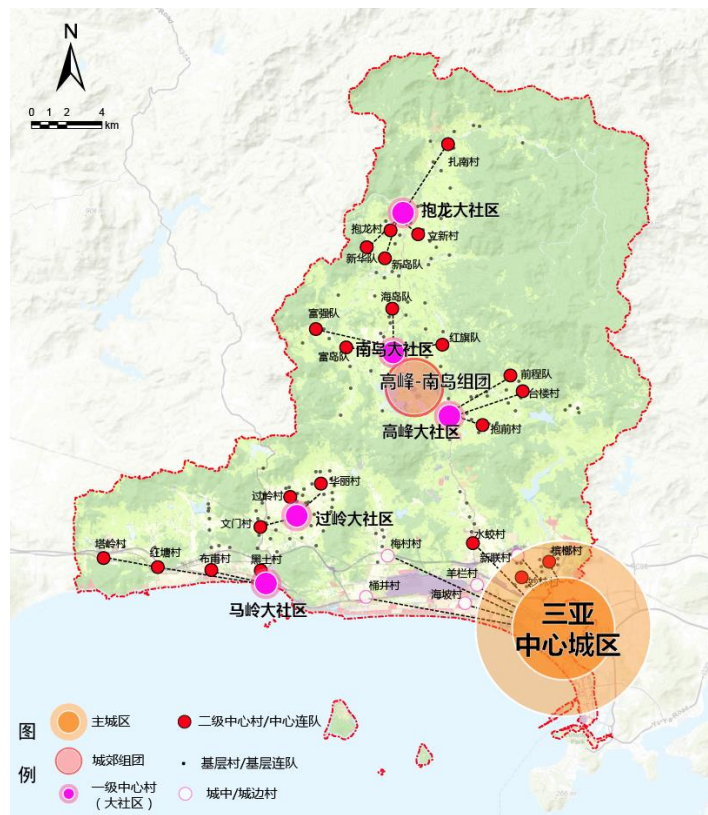 N
0 1 2 4
km
扎南村
抱龙大社区
抱龙村
立新村
新华队
新岛队
海岛队
富强队
红旗队
南岛大社区
富岛队
高峰-南岛组团
前程队
台楼村
高峰大社区
抱前村
华丽村
过岭村
过岭大社区
文门村
水蛟村
梅村村
塔岭村
红塘村
布甫村
黑土村
新联村
槟榔村
羊栏村
桶井村
海坡村
马岭大社区
三亚
中心城区
图
例
主城区
二级中心村/中心连队
城郊组团
基层村/基层连队
一级中心村
（大社区）
城中/城边村